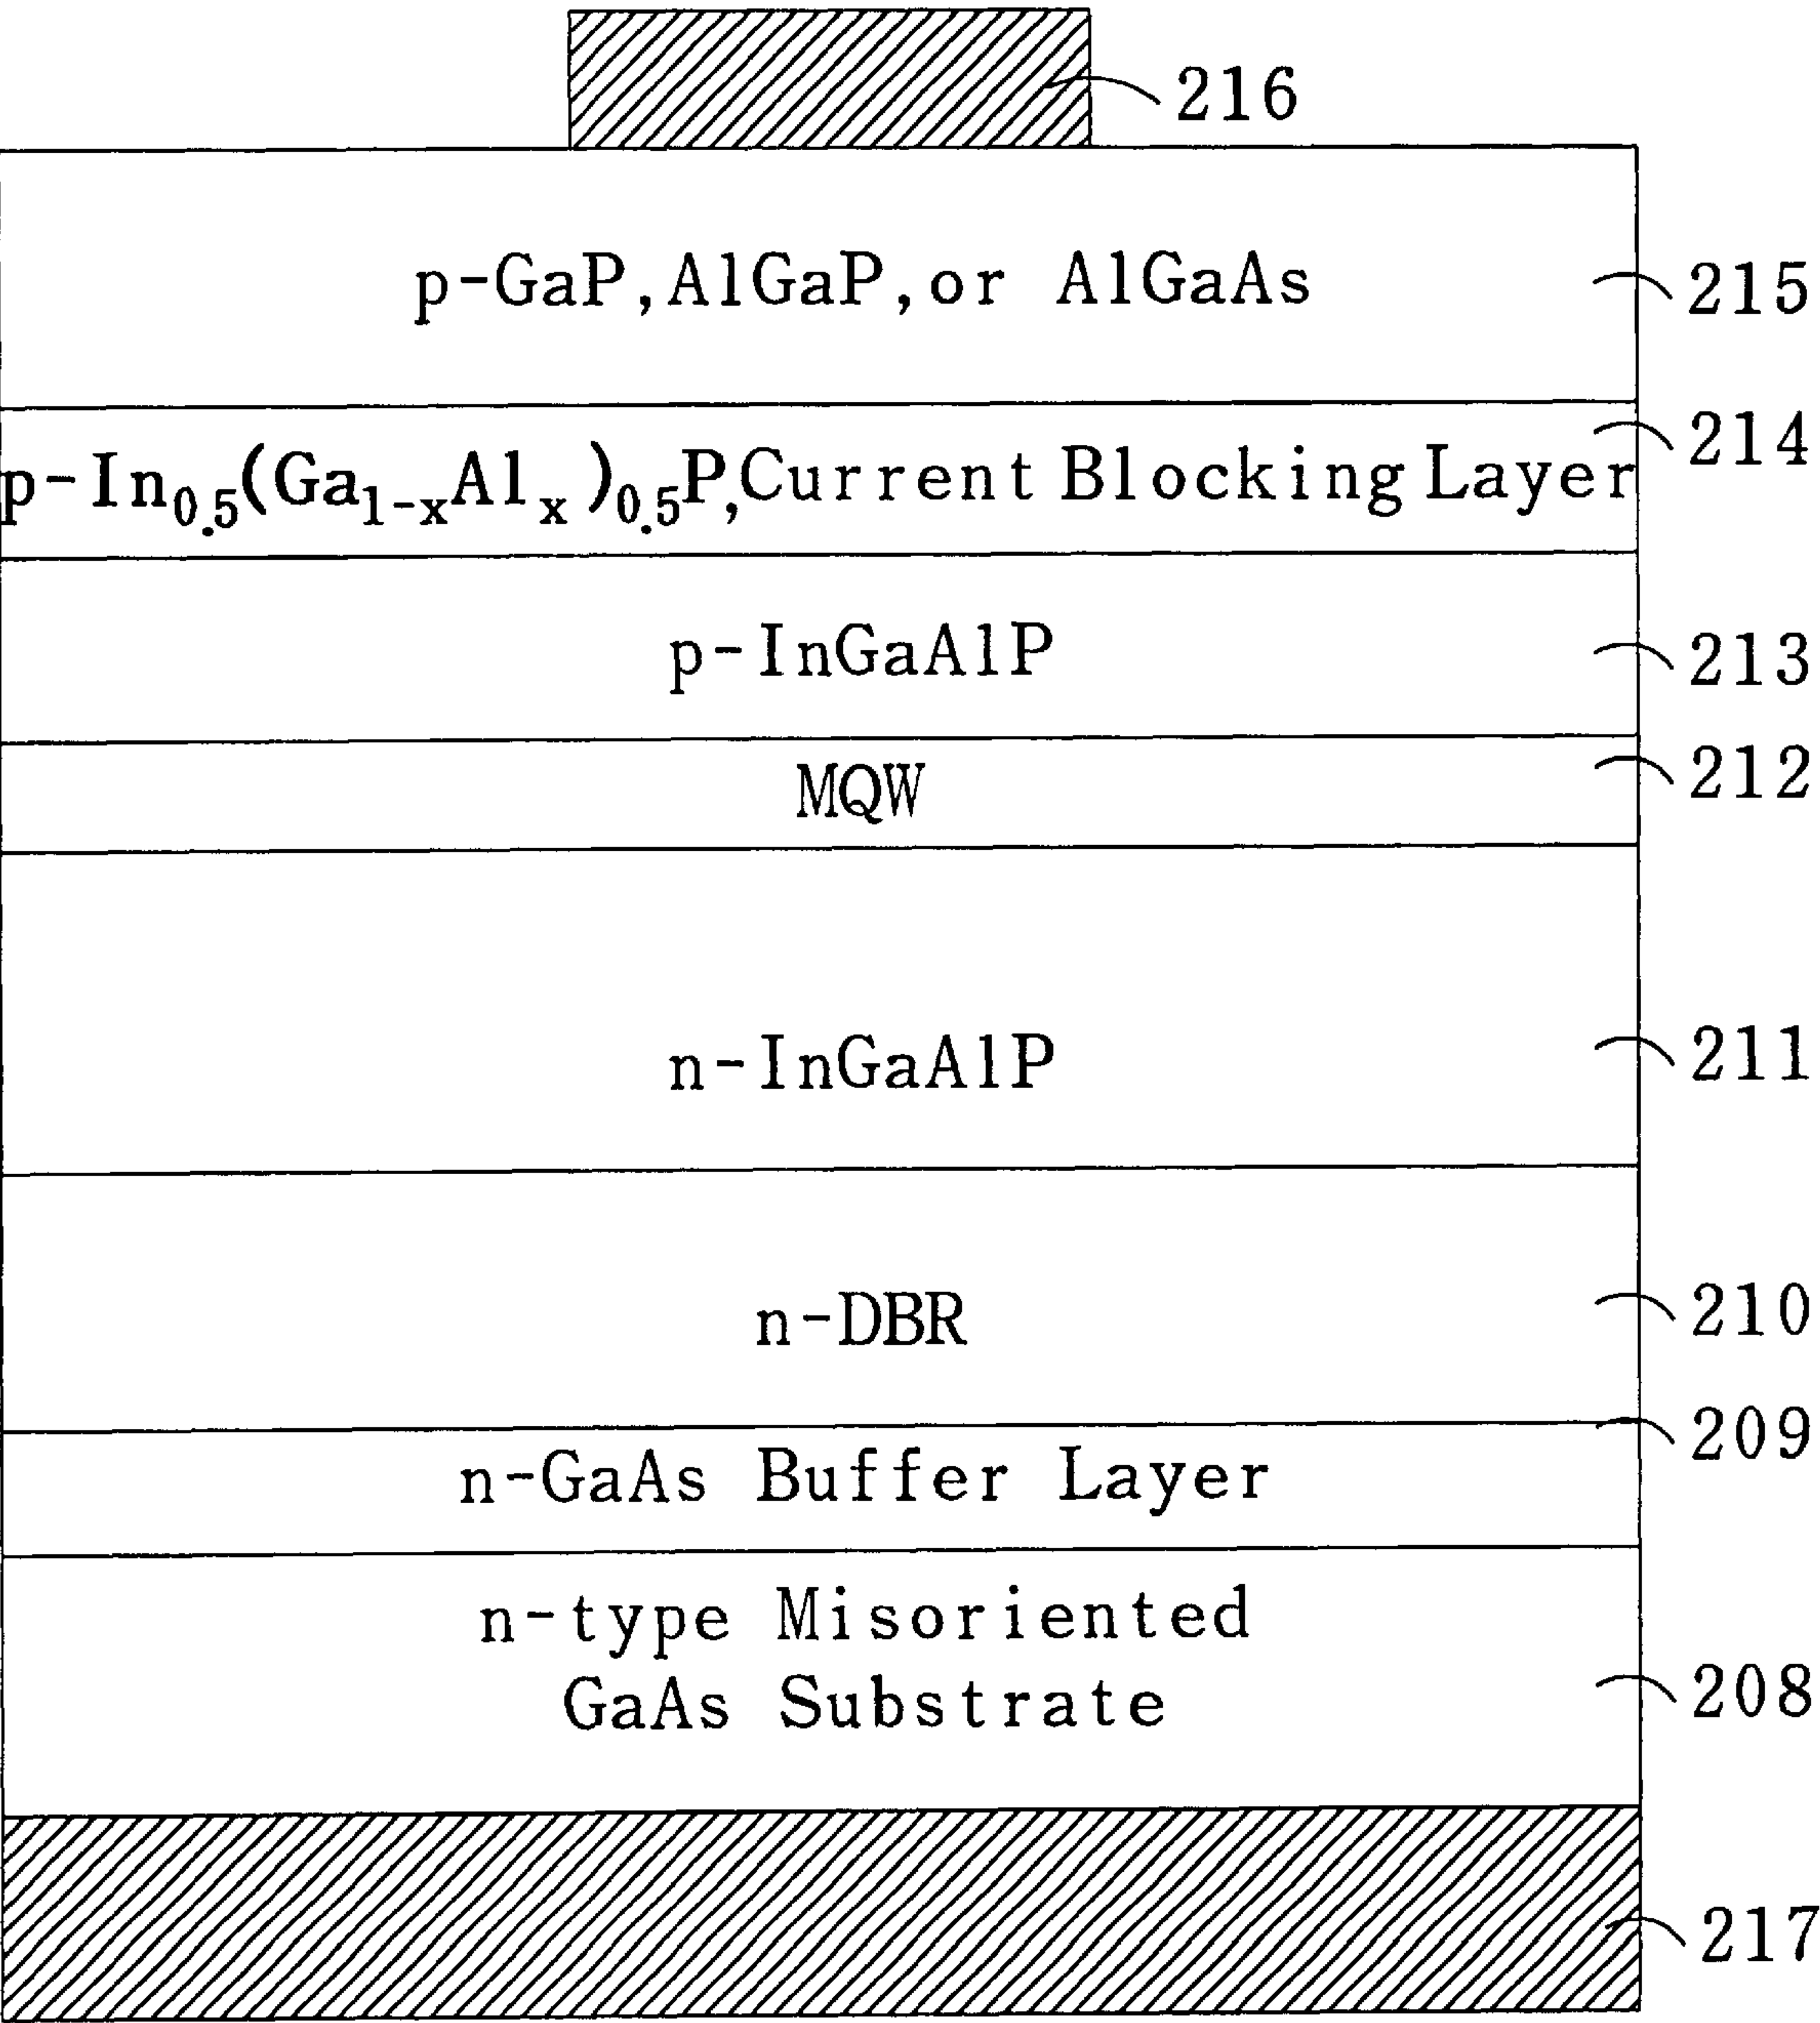 216
p-GaP,AlGaP,or AlGaAs
215
214
p-In0.5(Ga1-xAlx)0.5P,Current Blocking Layer
p-InGaAlP
213
MQW
212
n-InGaAlP
211
n-DBR
210
209
n-GaAs Buffer Layer
n-type Misoriented
GaAs Substrate
208
217